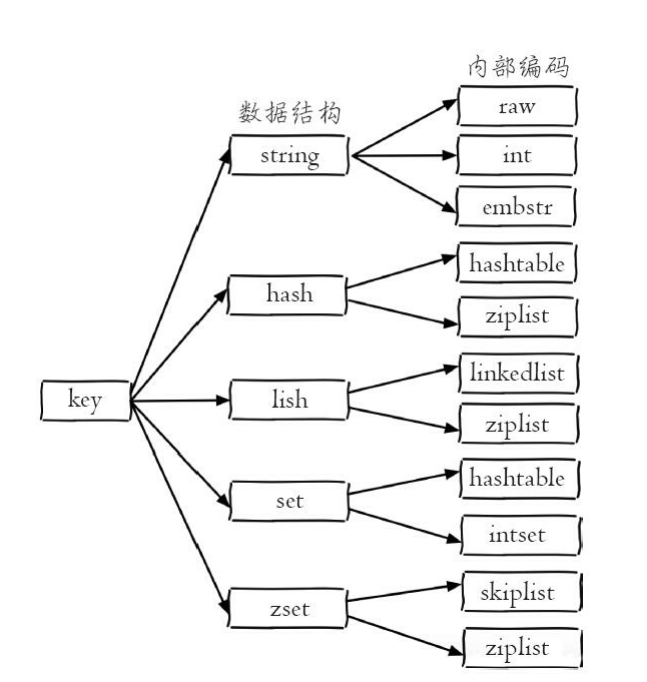 内部编码
数据结构
raw
string
int
embstr
hashtable
hash
ziplist
linkedlist
key
lish
ziplist
hashtable
set
intset
skiplist
zset
ziplist